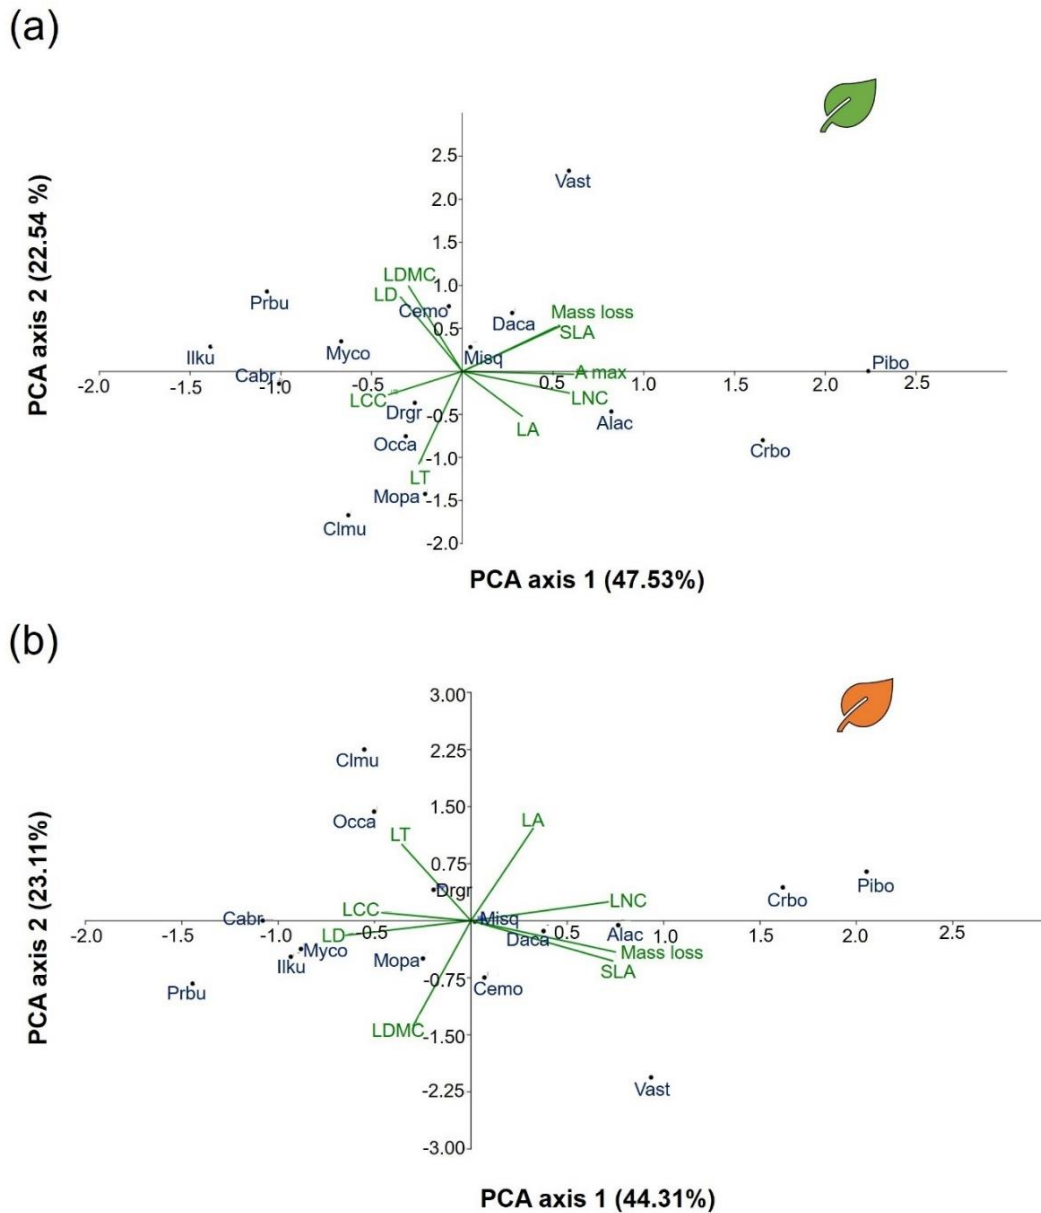 (a)
PCA axis 2 (22.54 %)
2.5
Vast
2.0
1.5
LDMC
1.0
LD
Prbu
Cemo
Mass loss
Daca
0.5
SLA
Ilku
Myco
Misq
Pibo
Cabr
A max
-2.0
-1.5
-1.0
-0.5
0.5
1.0
1.5
2.0
2.5
LCC
LNC
Drgr
-0.5
Alac
LA
Occa
-1.0
Crbo
LT
Mopa
-1.5
Clmu
-2.0
PCA axis 1 (47.53%)
(b)
PCA axis 2 (23.11%)
3.00
2.25
Clmu
1.50
Occa
LT
LA
0.75
Drgr
Pibo
LNC
Crbo
LCC
Cabr
Misq
-2.0
-1.5
-1.0
-0.5
LD
0.5
Daca
Alac
1.0
1.5
2.0
2.5
Myco
Mass loss
Ilku
Mopa
SLA
-0.75
Prbu
Cemo
LDMC
-1.50
-2.25
Vast
-3.00
PCA axis 1 (44.31%)